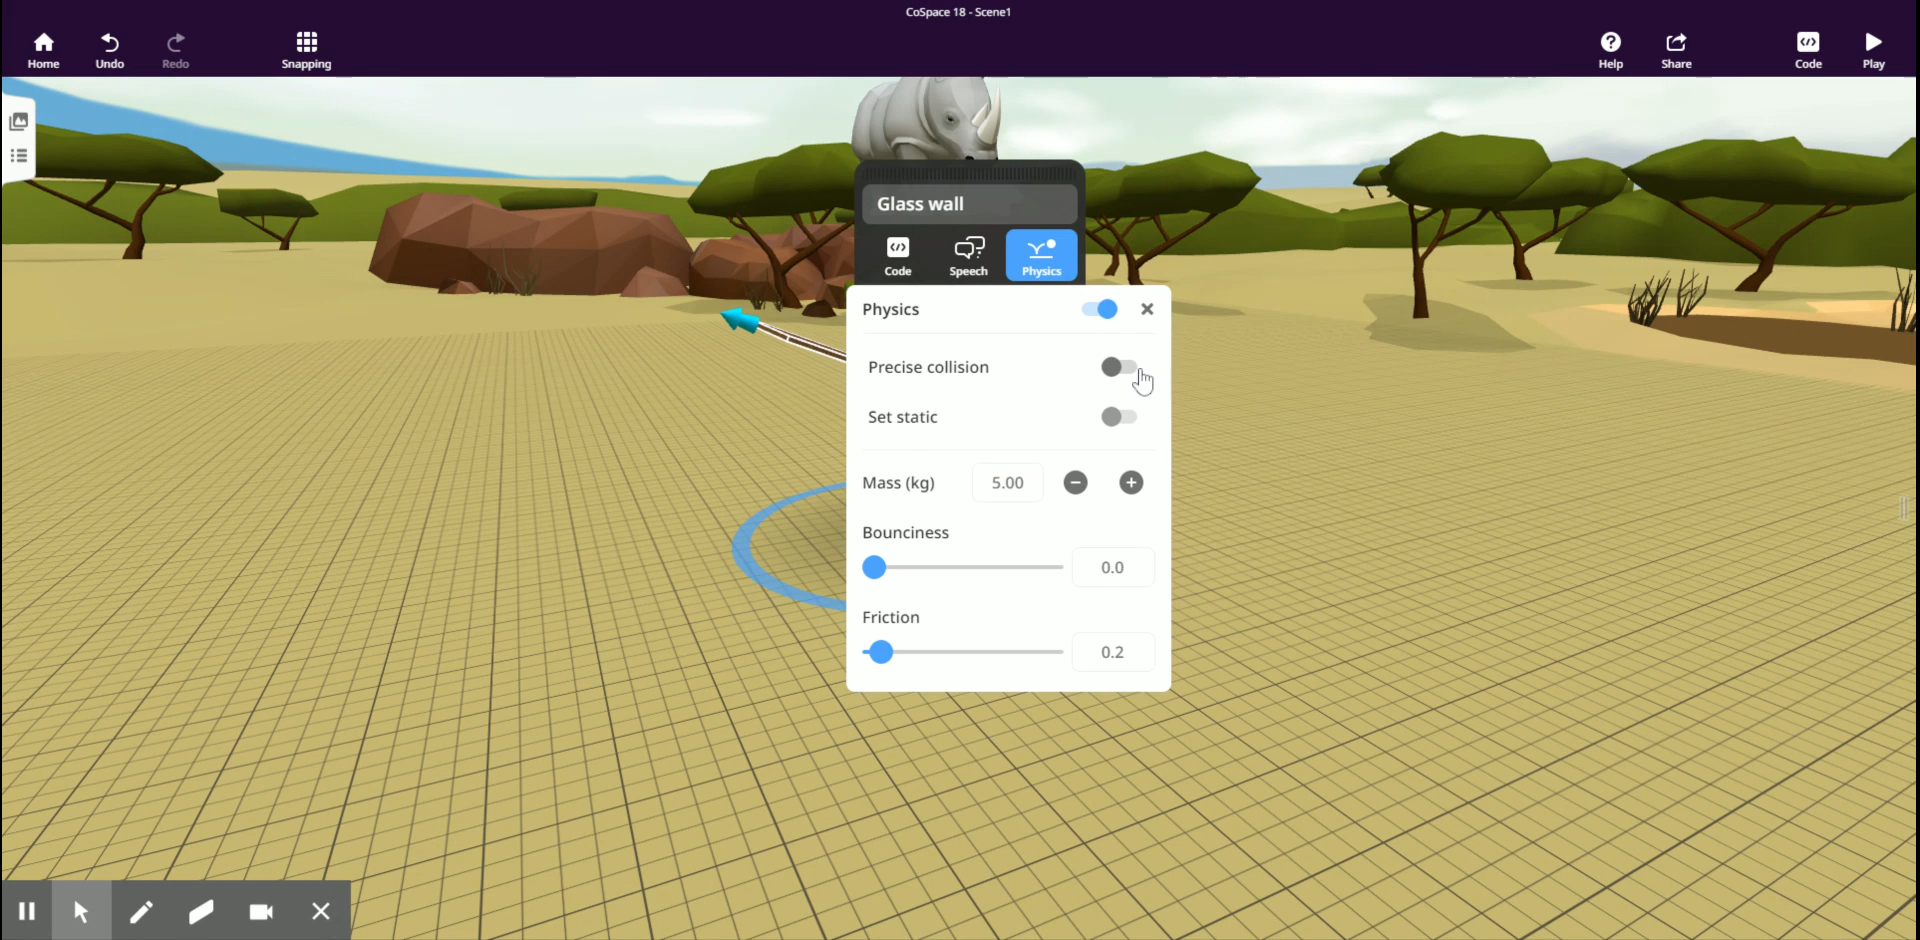 CoSpace 18 - Scene1
Home Undo Redo Snapping Help Share Code Play
Glass wall
Code Speech Physics
Physics
Precise collision
Set static
Mass (kg) 5.00
Bounciness
0.0
Friction
0.2